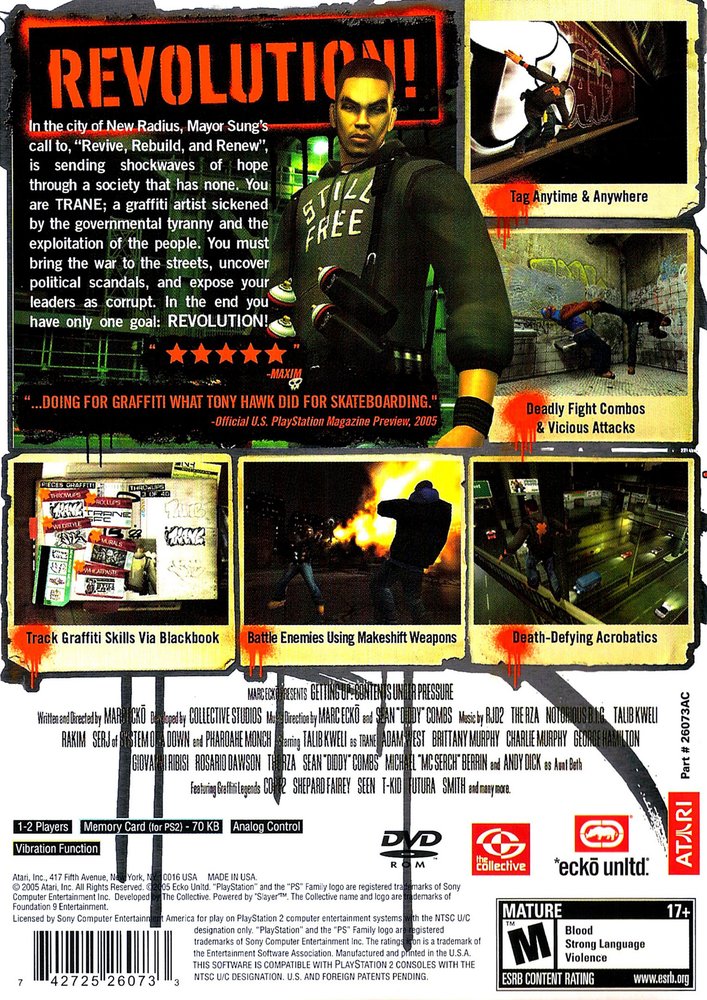 REVOLUTION!
In the city of New Radius, Mayor Sung's
call to, "Revive, Rebuild, and Renew",
is sending shockwaves of hope
through a society that has none. You
are TRANE; a graffiti artist sickened
by the governmental tyranny and the
exploitation of the people. You must
bring the war to the streets, uncover
political scandals, and expose your
leaders as corrupt. In the end you
have only one goal: REVOLUTION!
STILL
FREE
" ★★★★★ "
-MAXIM
"...DOING FOR GRAFFITI WHAT TONY HAWK DID FOR SKATEBOARDING."
-Official U.S. PlayStation Magazine Preview, 2005
Tag Anytime & Anywhere
Deadly Fight Combos
& Vicious Attacks
PIECES GRAFFITI
THROWUPS
ROLLUPS
WILDSTYLE
MURALS
WHEATPASTE
TRANE
Track Graffiti Skills Via Blackbook
Battle Enemies Using Makeshift Weapons
Death-Defying Acrobatics
MARC ECKŌ PRESENTS GETTING UP: CONTENTS UNDER PRESSURE
Written and Directed by MARC ECKŌ Developed by COLLECTIVE STUDIOS Music Direction by MARC ECKŌ and SEAN "DIDDY" COMBS Music by RJD2 THE RZA NOTORIOUS B.I.G. TALIB KWELI
RAKIM SERJ of SYSTEM OF A DOWN and PHAROAHE MONCH Starring TALIB KWELI as TRANE ADAM WEST BRITTANY MURPHY CHARLIE MURPHY GEORGE HAMILTON
GIOVANNI RIBISI ROSARIO DAWSON THE RZA SEAN "DIDDY" COMBS MICHAEL "MC SERCH" BERRIN and ANDY DICK as Aunt Beth
Featuring Graffiti Legends COPE2 SHEPARD FAIREY SEEN T-KID FUTURA SMITH and many more.
Part # 26073AC
1-2 Players
Memory Card (for PS2) - 70 KB
Analog Control
Vibration Function
DVD
ROM
the
collective
*eckō unltd.®
ATARI
Atari, Inc., 417 Fifth Avenue, New York, NY 10016 USA MADE IN USA.
© 2005 Atari, Inc. All Rights Reserved. ©2005 Ecko Unltd. "PlayStation" and the "PS" Family logo are registered trademarks of Sony
Computer Entertainment Inc. Developed by The Collective. Powered by "Slayer"™. The Collective name and logo are trademarks of
Foundation 9 Entertainment.
Licensed by Sony Computer Entertainment America for play on PlayStation 2 computer entertainment systems with the NTSC U/C
designation only. "PlayStation" and the "PS" Family logo are registered
trademarks of Sony Computer Entertainment Inc. The ratings icon is a trademark of
the Entertainment Software Association. Manufactured and printed in the U.S.A.
THIS SOFTWARE IS COMPATIBLE WITH PLAYSTATION 2 CONSOLES WITH THE
NTSC U/C DESIGNATION. U.S. AND FOREIGN PATENTS PENDING.
7 42725 26073 3
MATURE 17+
M
Blood
Strong Language
Violence
ESRB CONTENT RATING www.esrb.org